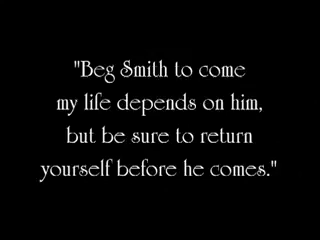 "Beg Smith to come
my life depends on him,
but be sure to return
yourself before he comes."